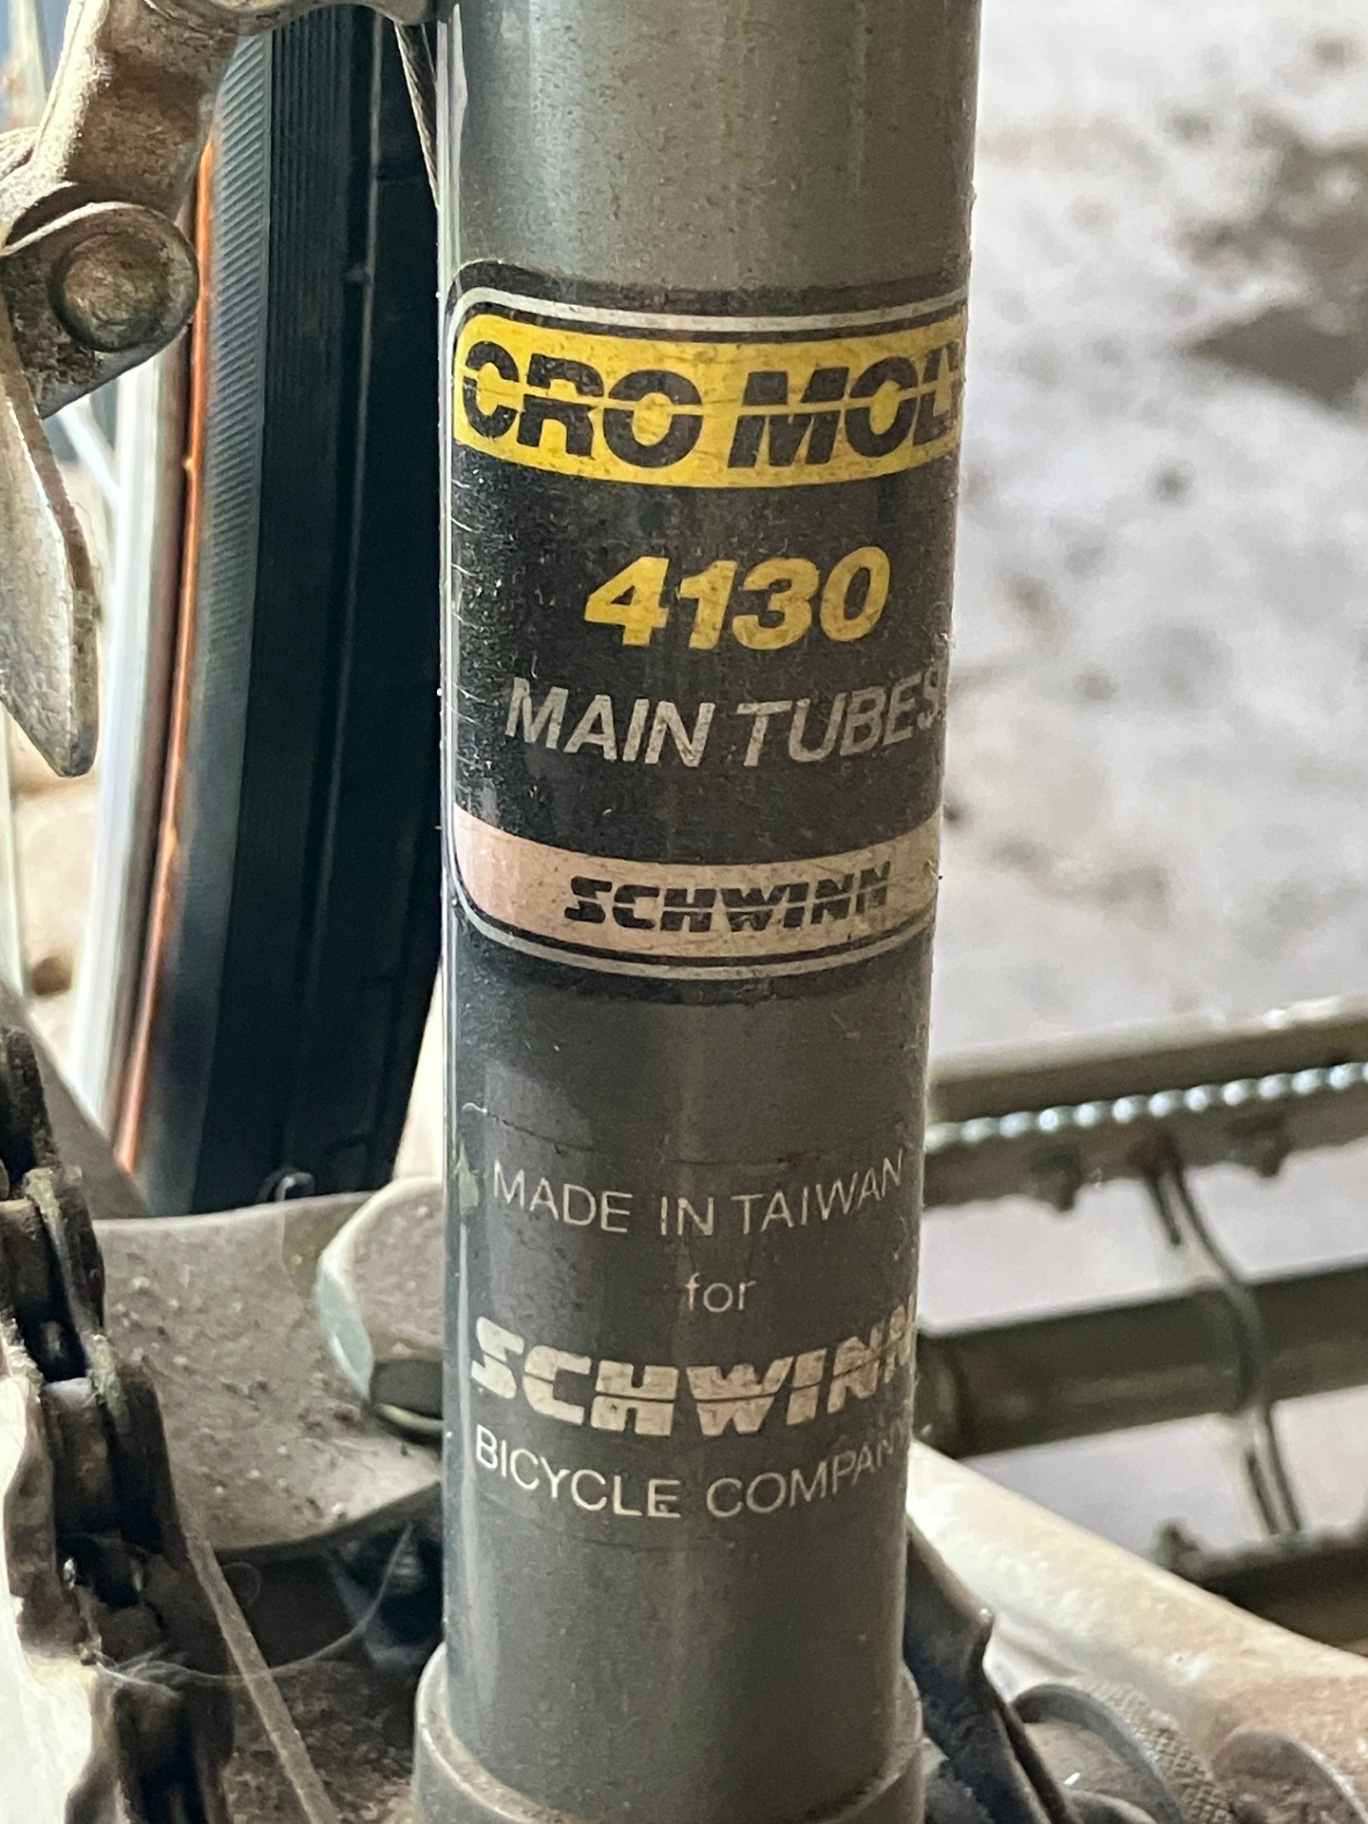 CRO MOLY
4130
MAIN TUBES
SCHWINN
MADE IN TAIWAN
for
SCHWINN
BICYCLE COMPANY